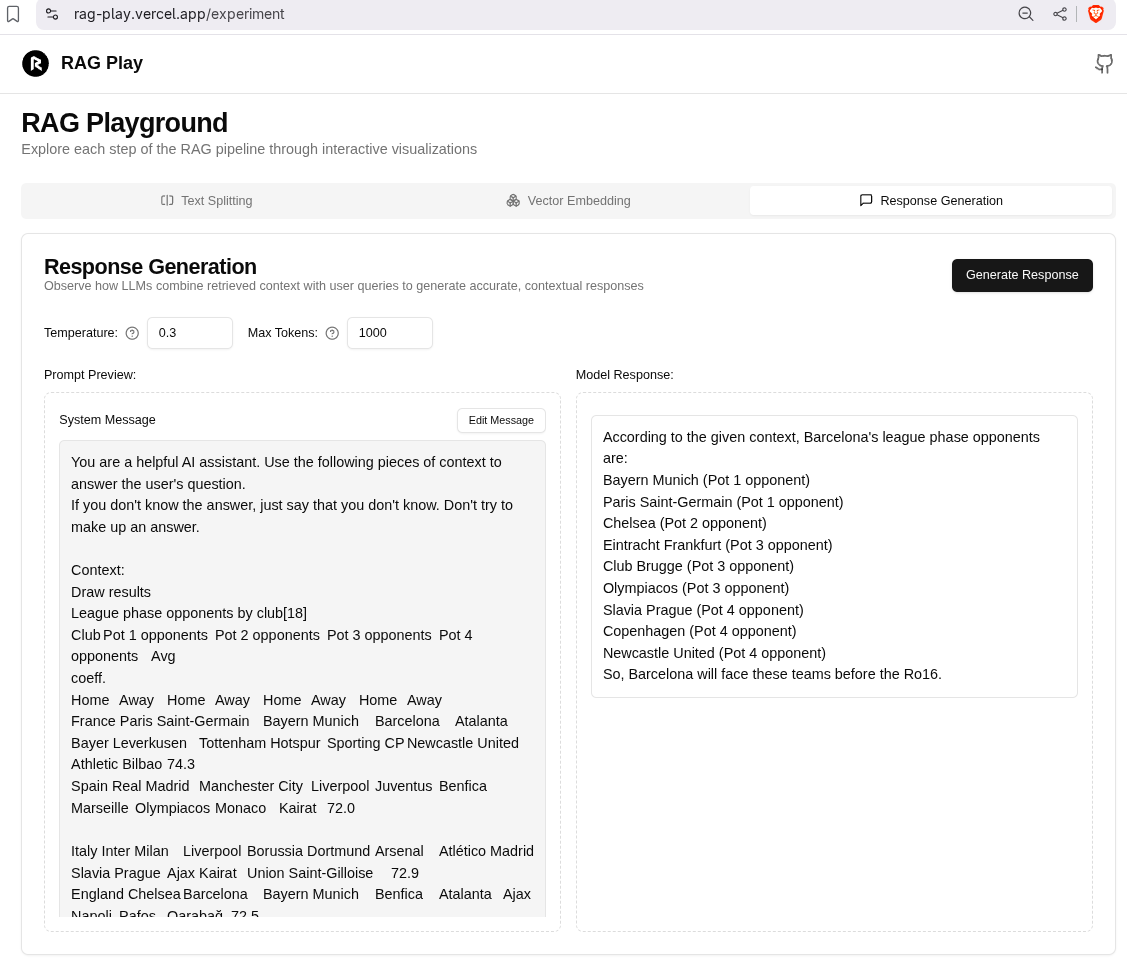 rag-play.vercel.app/experiment
RAG Play
RAG Playground
Explore each step of the RAG pipeline through interactive visualizations
Text Splitting
Vector Embedding
Response Generation
Response Generation
Observe how LLMs combine retrieved context with user queries to generate accurate, contextual responses
Generate Response
Temperature: 0.3 Max Tokens: 1000
Prompt Preview:
System Message
Edit Message
You are a helpful AI assistant. Use the following pieces of context to
answer the user's question.
If you don't know the answer, just say that you don't know. Don't try to
make up an answer.
Context:
Draw results
League phase opponents by club[18]
Club Pot 1 opponents Pot 2 opponents Pot 3 opponents Pot 4
opponents Avg
coeff.
Home Away Home Away Home Away Home Away
France Paris Saint-Germain Bayern Munich Barcelona Atalanta
Bayer Leverkusen Tottenham Hotspur Sporting CP Newcastle United
Athletic Bilbao 74.3
Spain Real Madrid Manchester City Liverpool Juventus Benfica
Marseille Olympiacos Monaco Kairat 72.0
Italy Inter Milan Liverpool Borussia Dortmund Arsenal Atlético Madrid
Slavia Prague Ajax Kairat Union Saint-Gilloise 72.9
England Chelsea Barcelona Bayern Munich Benfica Atalanta Ajax
Napoli Pafos Qarabağ 72.5
Model Response:
According to the given context, Barcelona's league phase opponents
are:
Bayern Munich (Pot 1 opponent)
Paris Saint-Germain (Pot 1 opponent)
Chelsea (Pot 2 opponent)
Eintracht Frankfurt (Pot 3 opponent)
Club Brugge (Pot 3 opponent)
Olympiacos (Pot 3 opponent)
Slavia Prague (Pot 4 opponent)
Copenhagen (Pot 4 opponent)
Newcastle United (Pot 4 opponent)
So, Barcelona will face these teams before the Ro16.